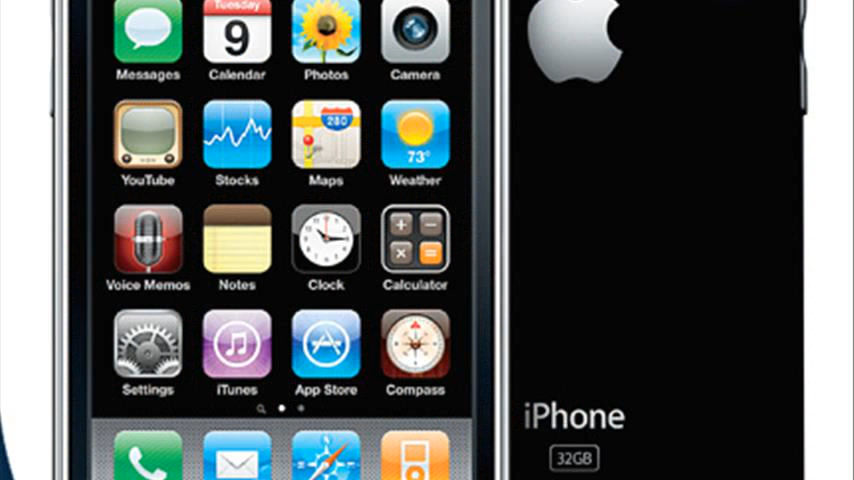 Tuesday
9
Messages Calendar Photos Camera
280
73°
YouTube Stocks Maps Weather
Voice Memos Notes Clock Calculator
Settings iTunes App Store Compass
iPhone
32GB